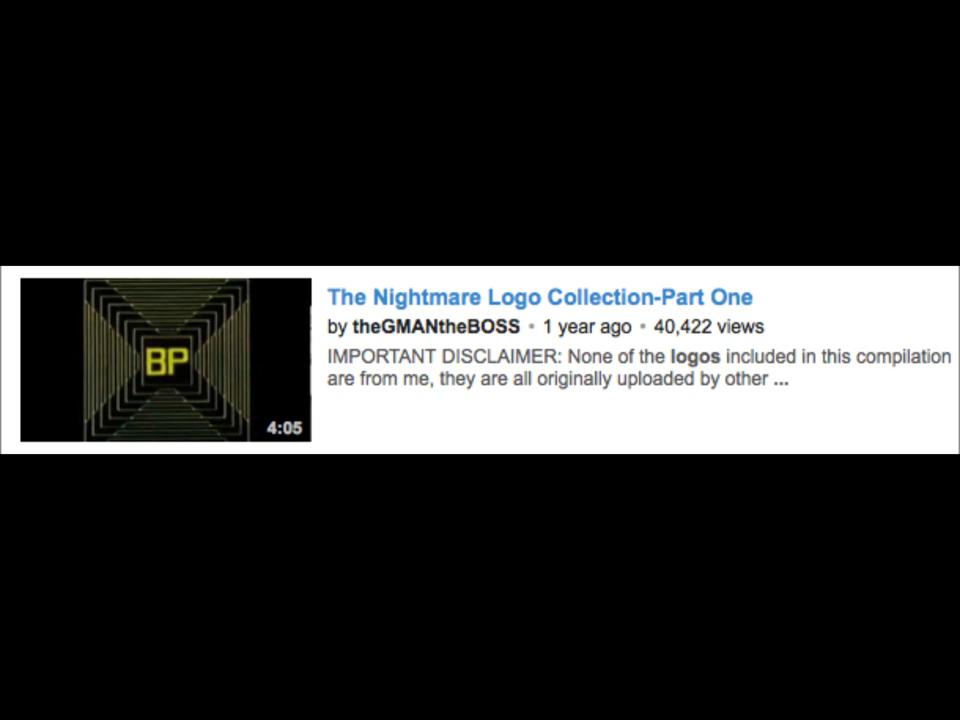 BP
4:05
The Nightmare Logo Collection-Part One
by theGMANtheBOSS • 1 year ago • 40,422 views
IMPORTANT DISCLAIMER: None of the logos included in this compilation
are from me, they are all originally uploaded by other ...